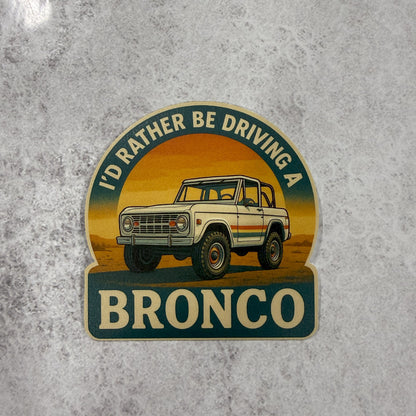 I'D RATHER BE DRIVING A
BRONCO